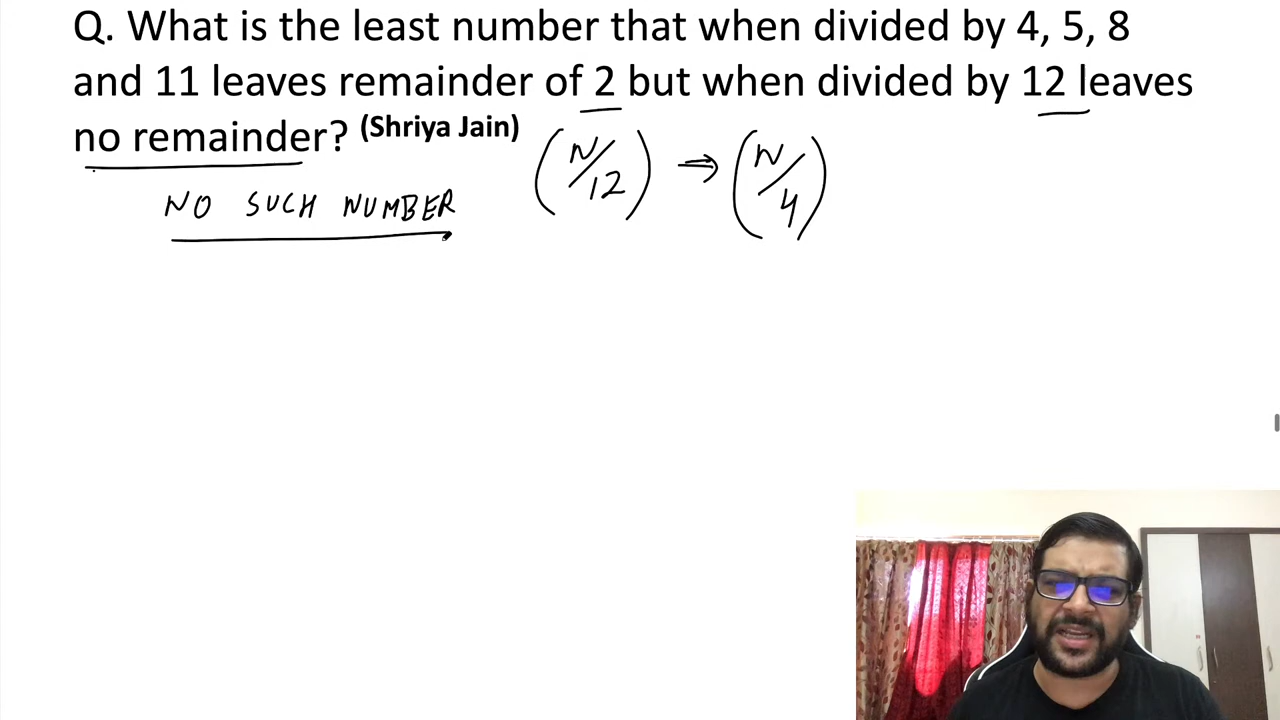 Q. What is the least number that when divided by 4, 5, 8
and 11 leaves remainder of 2 but when divided by 12 leaves
no remainder? (Shriya Jain)
(N/12) ⇒ (N/4)
NO SUCH NUMBER